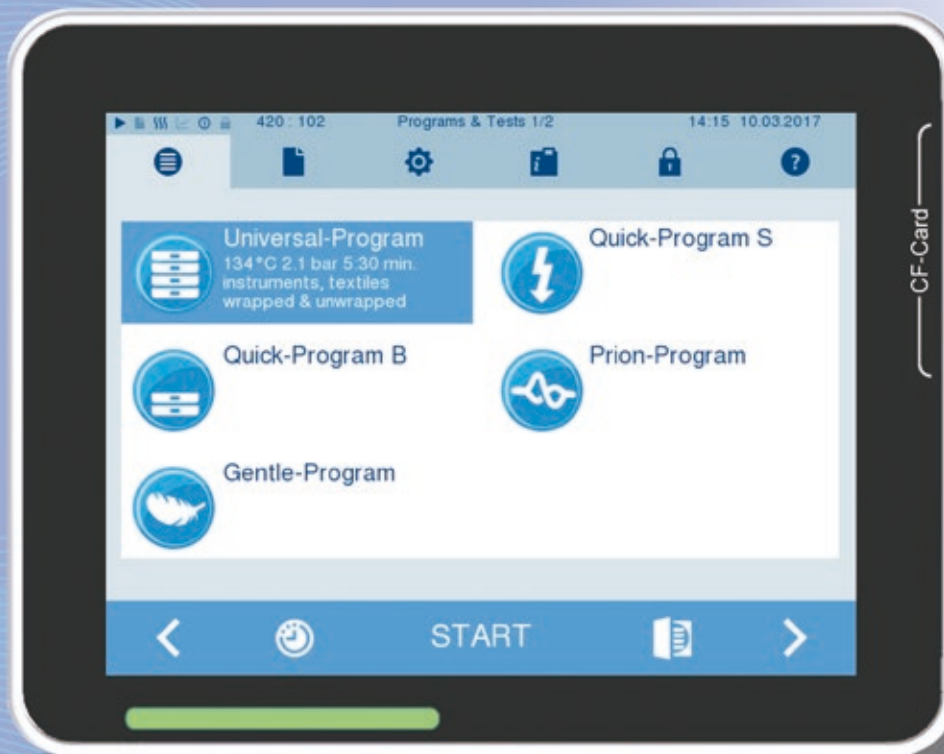 420 : 102 Programs & Tests 1/2 14:15 10.03.2017
Universal-Program
134°C 2.1 bar 5:30 min.
instruments, textiles
wrapped & unwrapped
Quick-Program S
Quick-Program B
Prion-Program
Gentle-Program
START
CF-Card